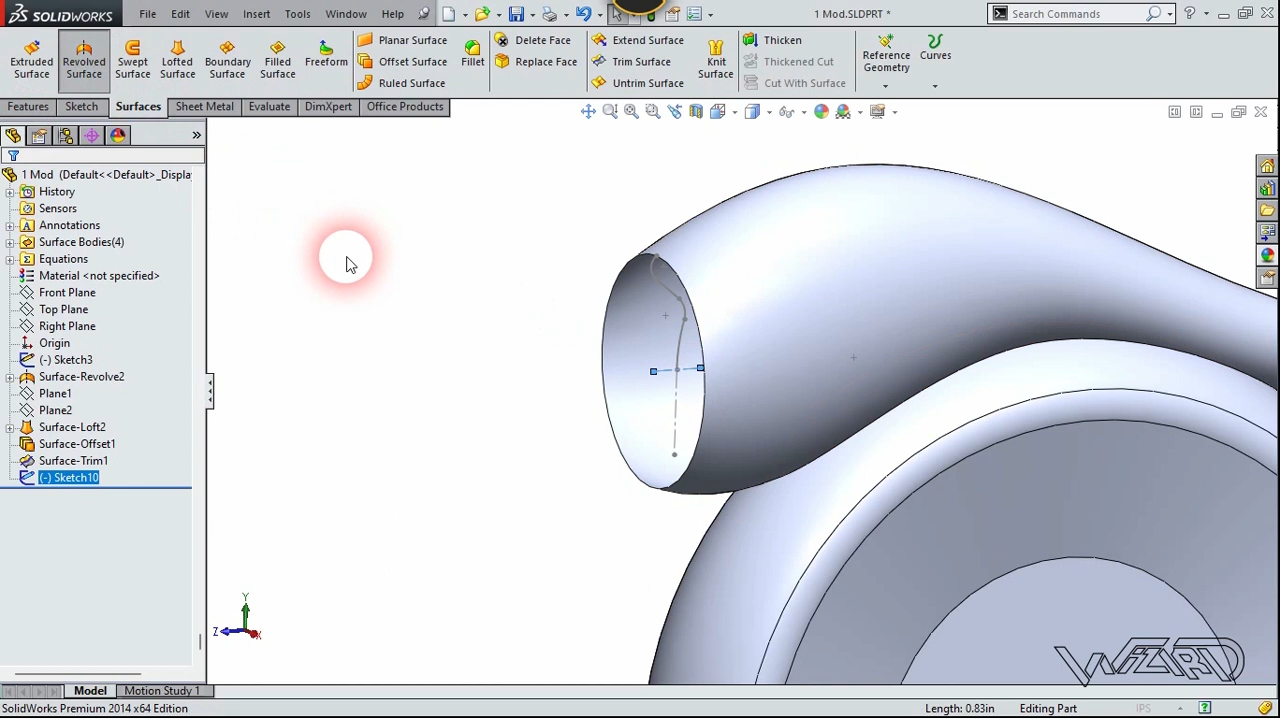 SOLIDWORKS File Edit View Insert Tools Window Help 1 Mod.SLDPRT * Search Commands
Extruded Surface
Revolved Surface
Swept Surface
Lofted Surface
Boundary Surface
Filled Surface
Freeform
Planar Surface
Offset Surface
Ruled Surface
Fillet
Delete Face
Replace Face
Extend Surface
Trim Surface
Untrim Surface
Knit Surface
Thicken
Thickened Cut
Cut With Surface
Reference Geometry
Curves
Features Sketch Surfaces Sheet Metal Evaluate DimXpert Office Products
1 Mod (Default<<Default>_Displa
History
Sensors
Annotations
Surface Bodies(4)
Equations
Material <not specified>
Front Plane
Top Plane
Right Plane
Origin
(-) Sketch3
Surface-Revolve2
Plane1
Plane2
Surface-Loft2
Surface-Offset1
Surface-Trim1
(-) Sketch10
Y
Z
X
WIZARD
Model Motion Study 1
SolidWorks Premium 2014 x64 Edition Length: 0.83in Editing Part IPS